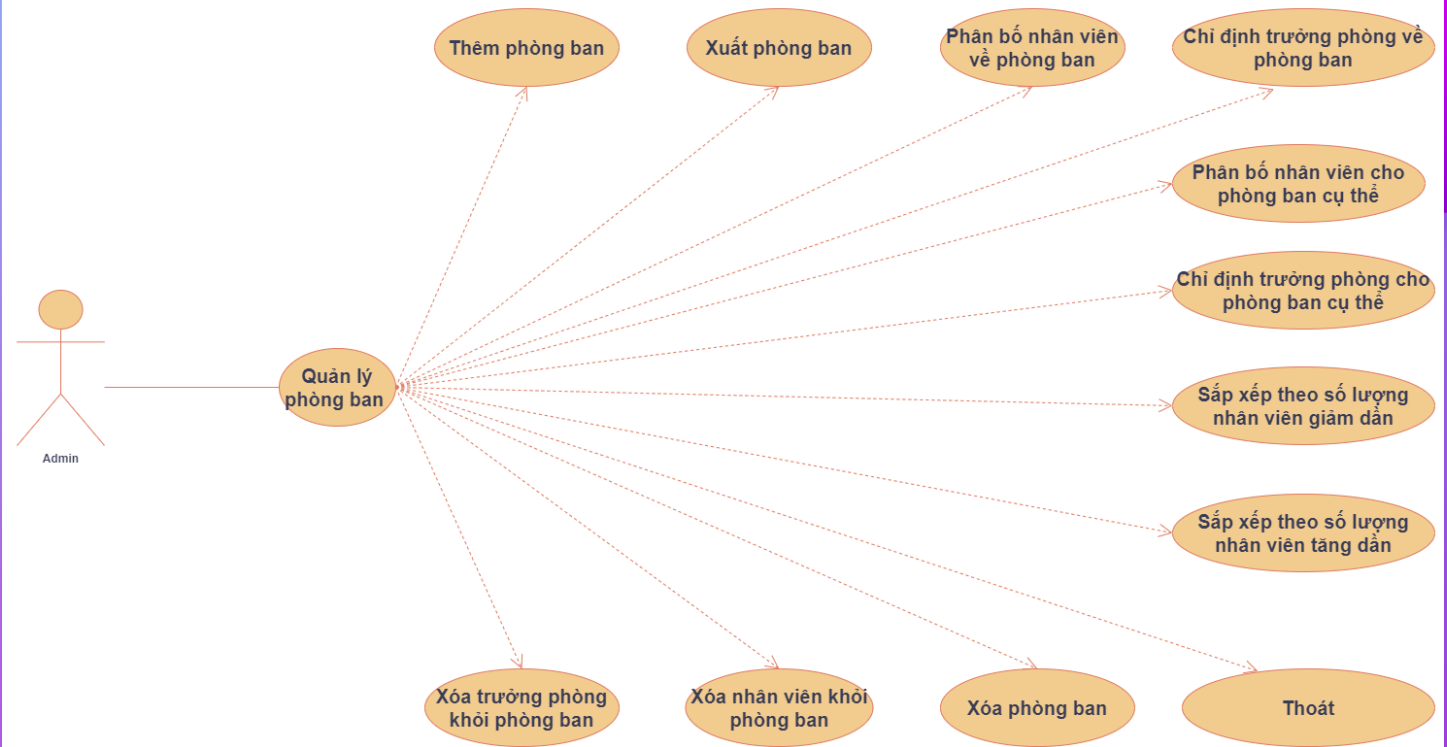 Thêm phòng ban
Xuất phòng ban
Phân bố nhân viên
về phòng ban
Chỉ định trưởng phòng về
phòng ban
Phân bố nhân viên cho
phòng ban cụ thể
Chỉ định trưởng phòng cho
phòng ban cụ thể
Quản lý
phòng ban
Admin
Sắp xếp theo số lượng
nhân viên giảm dần
Sắp xếp theo số lượng
nhân viên tăng dần
Xóa trưởng phòng
khỏi phòng ban
Xóa nhân viên khỏi
phòng ban
Xóa phòng ban
Thoát